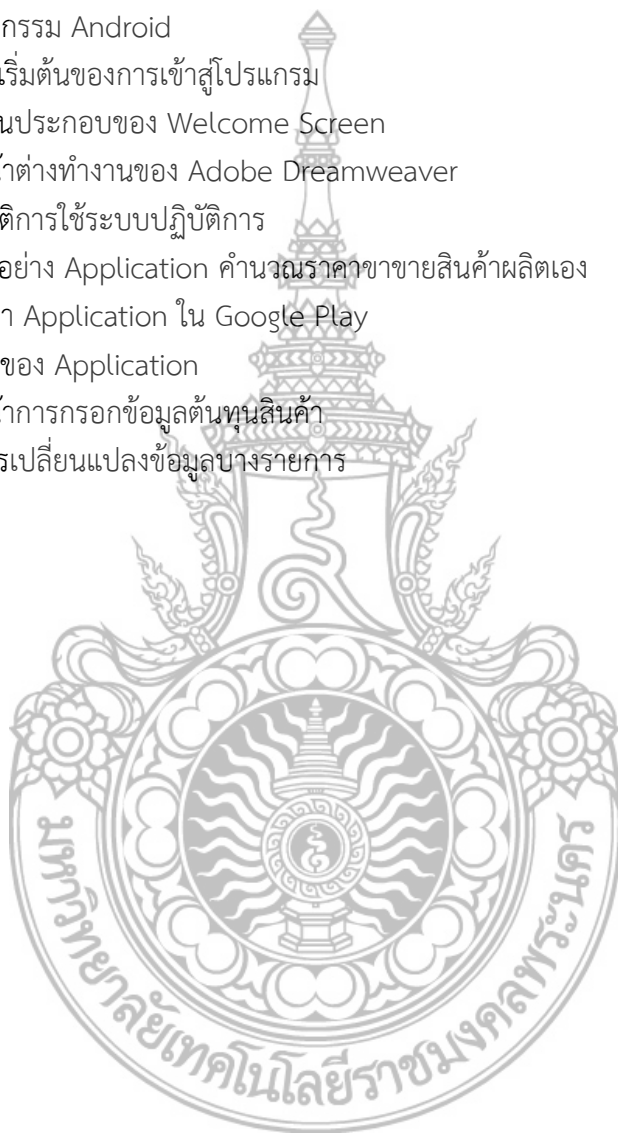 กรรม Android
เริ่มต้นของการเข้าสู่โปรแกรม
นประกอบของ Welcome Screen
าต่างทำงานของ Adobe Dreamweaver
ติการใช้ระบบปฏิบัติการ
อย่าง Application คำนวณราคาขาขายสินค้าผลิตเอง
า Application ใน Google Play
ของ Application
าการกรอกข้อมูลต้นทุนสินค้า
รเปลี่ยนแปลงข้อมูลบางรายการ
มหาวิทยาลัยเทคโนโลยีราชมงคลพระนคร